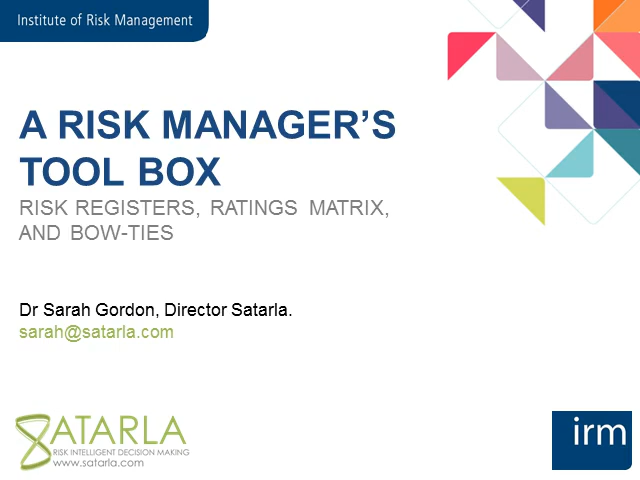 Institute of Risk Management
A RISK MANAGER’S
TOOL BOX
RISK REGISTERS, RATINGS MATRIX,
AND BOW-TIES
Dr Sarah Gordon, Director Satarla.
sarah@satarla.com
SATARLA
RISK INTELLIGENT DECISION MAKING
www.satarla.com
irm